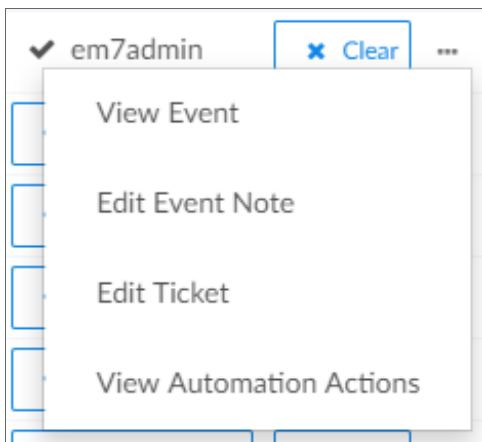 em7admin Clear
View Event
Edit Event Note
Edit Ticket
View Automation Actions